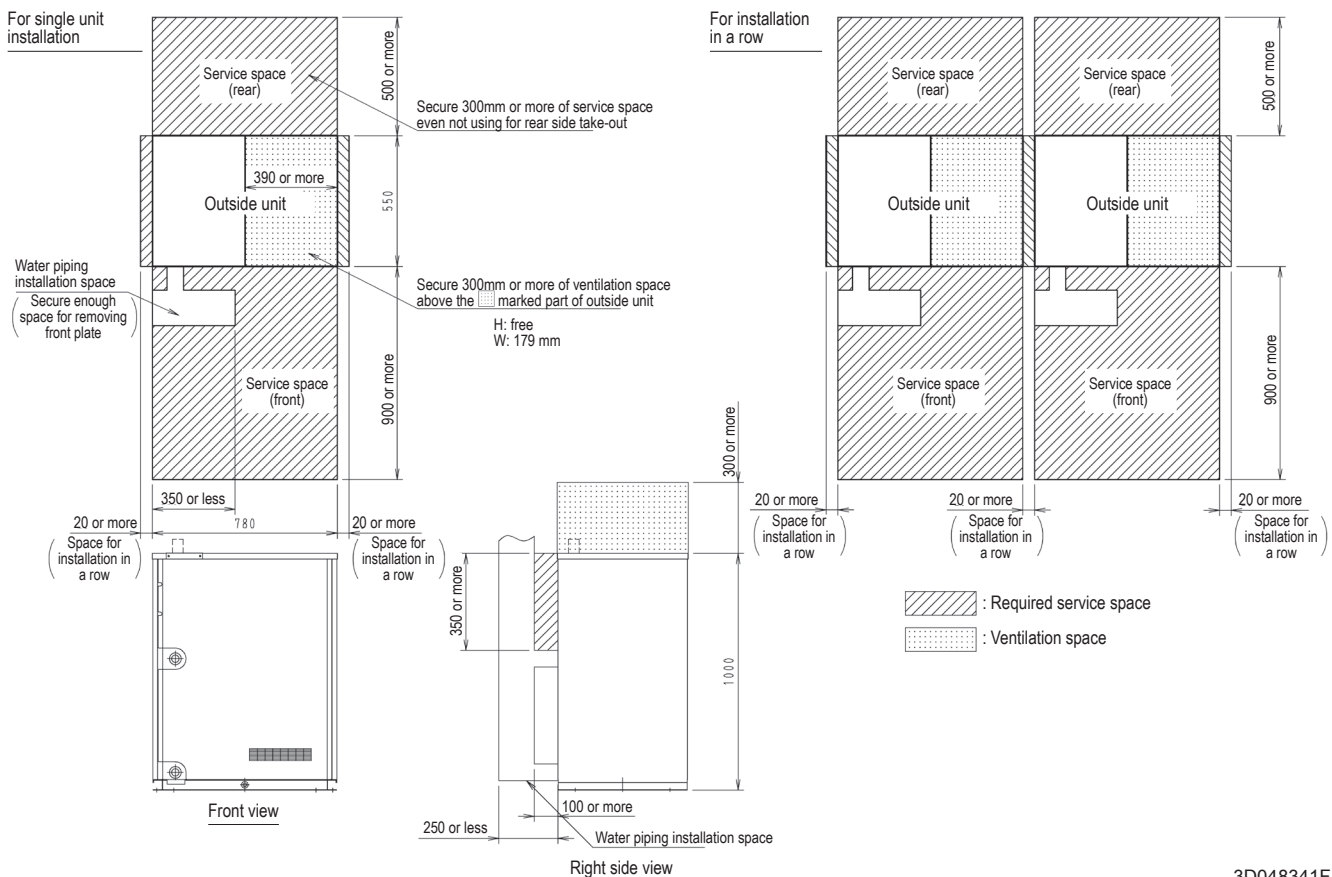 For single unit
installation
Service space
(rear)
500 or more
Secure 300mm or more of service space
even not using for rear side take-out
390 or more
Outside unit
550
Water piping
installation space
(Secure enough
space for removing
front plate)
Secure 300mm or more of ventilation space
above the marked part of outside unit
H: free
W: 179 mm
Service space
(front)
900 or more
350 or less
780
20 or more
(Space for
installation in
a row)
20 or more
(Space for
installation in
a row)
Front view
300 or more
350 or more
1000
100 or more
250 or less
Water piping installation space
Right side view
For installation
in a row
Service space
(rear)
Service space
(rear)
500 or more
Outside unit
Outside unit
Service space
(front)
Service space
(front)
900 or more
20 or more
(Space for
installation in
a row)
20 or more
(Space for
installation in
a row)
20 or more
(Space for
installation in
a row)
: Required service space
: Ventilation space